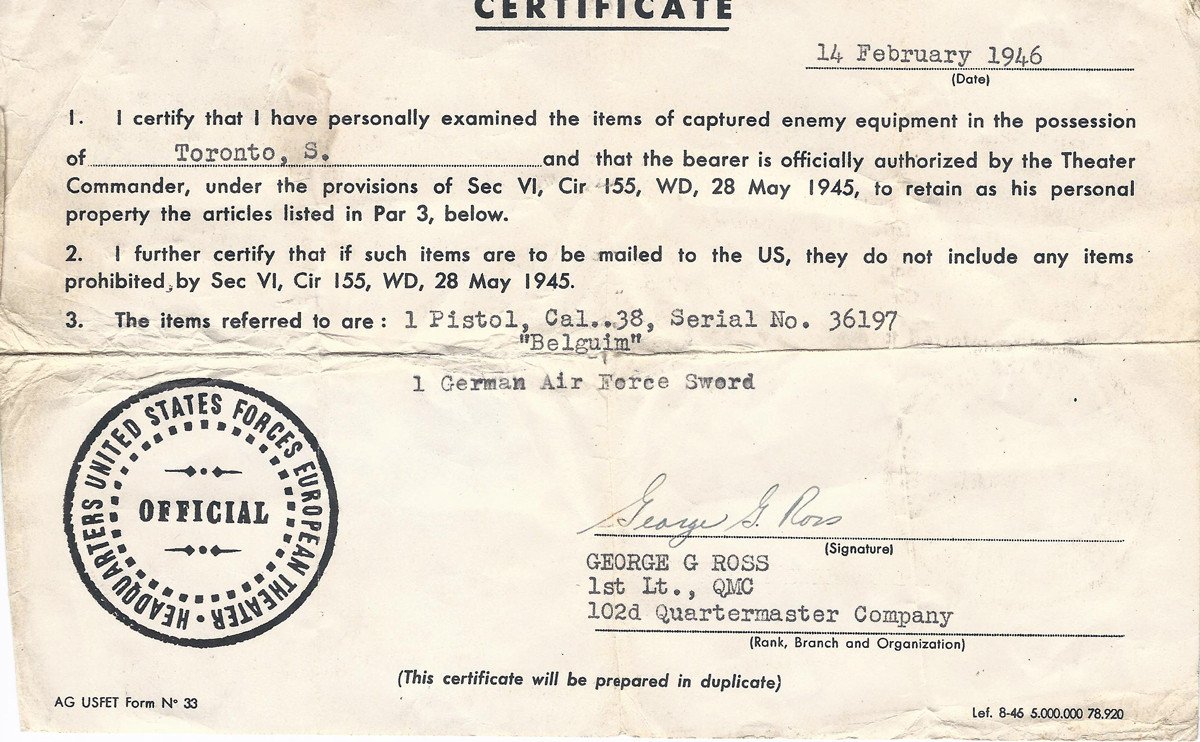 CERTIFICATE
14 February 1946
(Date)
1. I certify that I have personally examined the items of captured enemy equipment in the possession
of Toronto, S. and that the bearer is officially authorized by the Theater
Commander, under the provisions of Sec VI, Cir 155, WD, 28 May 1945, to retain as his personal
property the articles listed in Par 3, below.
2. I further certify that if such items are to be mailed to the US, they do not include any items
prohibited by Sec VI, Cir 155, WD, 28 May 1945.
3. The items referred to are: 1 Pistol, Cal..38, Serial No. 36197
"Belguim"
1 German Air Force Sword
HEADQUARTERS UNITED STATES FORCES EUROPEAN THEATER •
OFFICIAL
George G. Ross
(Signature)
GEORGE G ROSS
1st Lt., QMC
102d Quartermaster Company
(Rank, Branch and Organization)
(This certificate will be prepared in duplicate)
AG USFET Form N° 33
Lef. 8-46 5.000.000 78.920